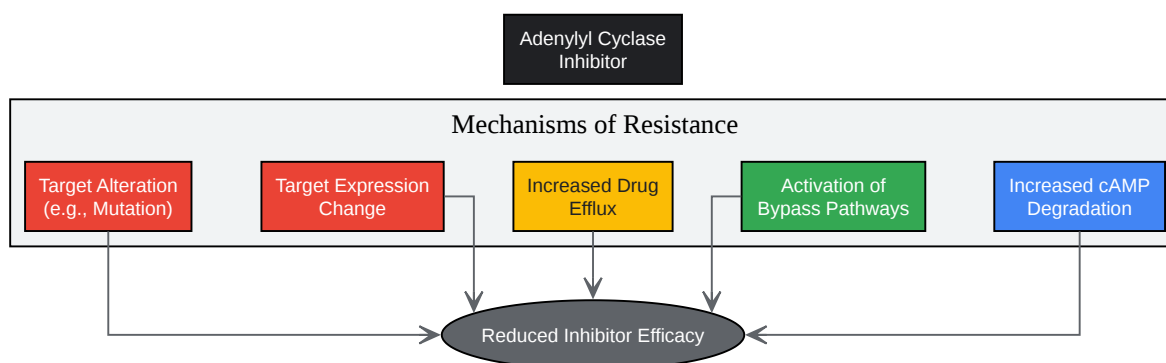 Adenylyl Cyclase
Inhibitor
Mechanisms of Resistance
Target Alteration
(e.g., Mutation)
Target Expression
Change
Increased Drug
Efflux
Activation of
Bypass Pathways
Increased cAMP
Degradation
Reduced Inhibitor Efficacy